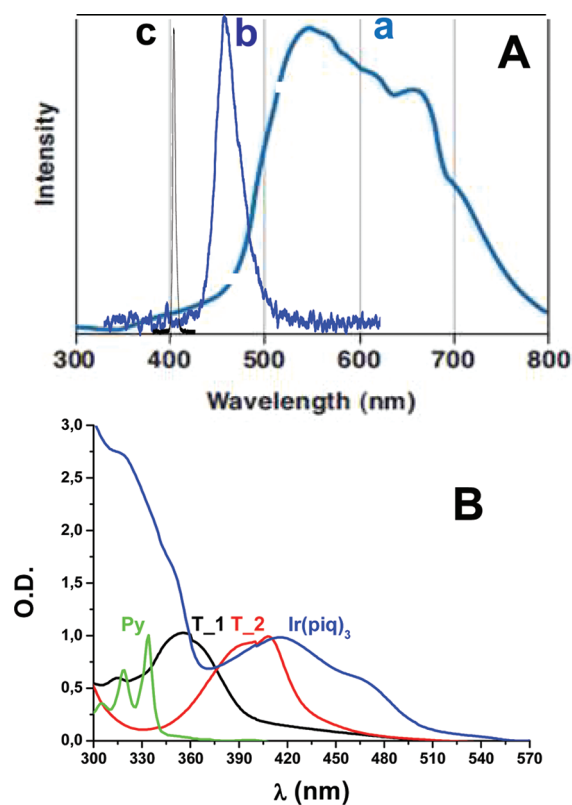 c b a A
Intensity
300 400 500 600 700 800
Wavelength (nm)
B
3,0
2,5
2,0
1,5
1,0
0,5
0,0
O.D.
Py T_1 T_2 Ir(piq)3
300 330 360 390 420 450 480 510 540 570
λ (nm)